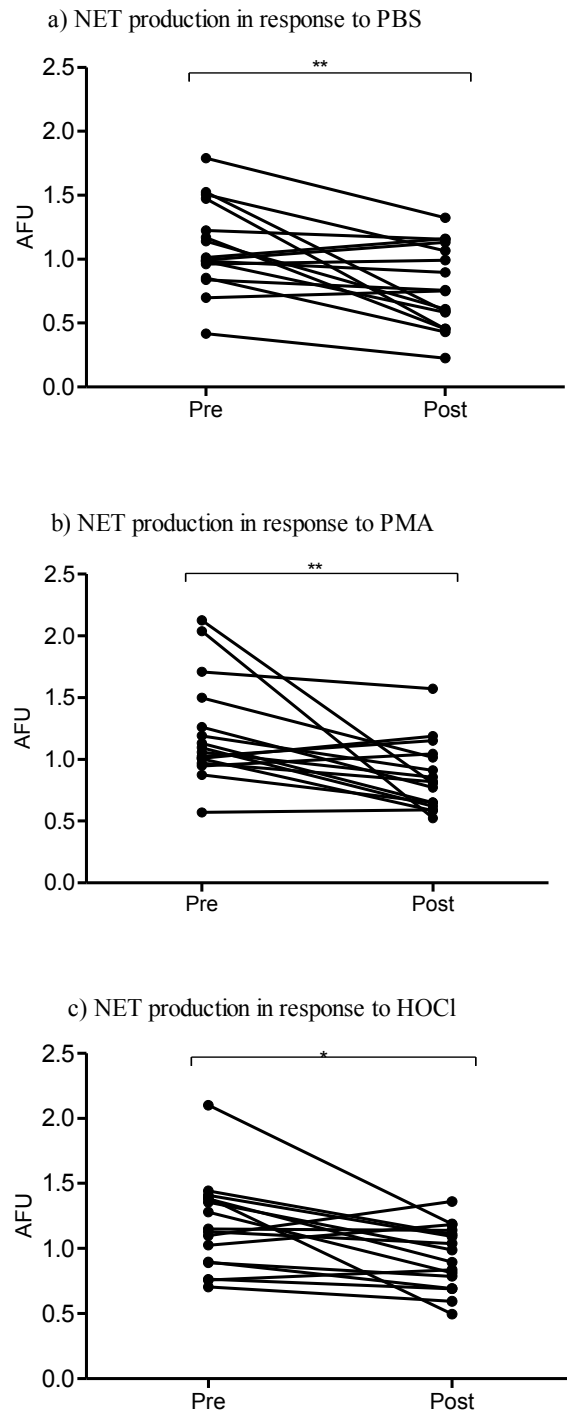 a) NET production in response to PBS
**
2.5
2.0
1.5
1.0
0.5
0.0
AFU
Pre Post
b) NET production in response to PMA
**
2.5
2.0
1.5
1.0
0.5
0.0
AFU
Pre Post
c) NET production in response to HOCl
*
2.5
2.0
1.5
1.0
0.5
0.0
AFU
Pre Post